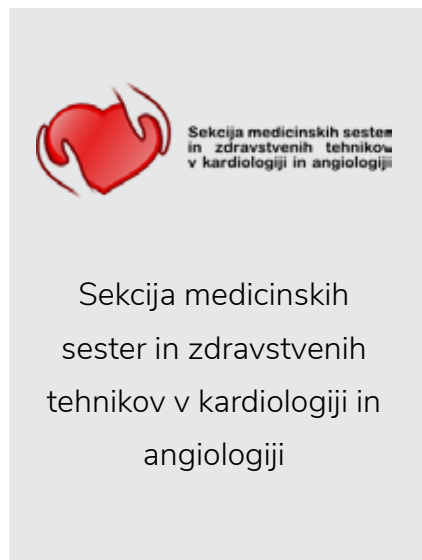 Sekcija medicinskih sester
in zdravstvenih tehnikov
v kardiologiji in angiologiji
Sekcija medicinskih
sester in zdravstvenih
tehnikov v kardiologiji in
angiologiji